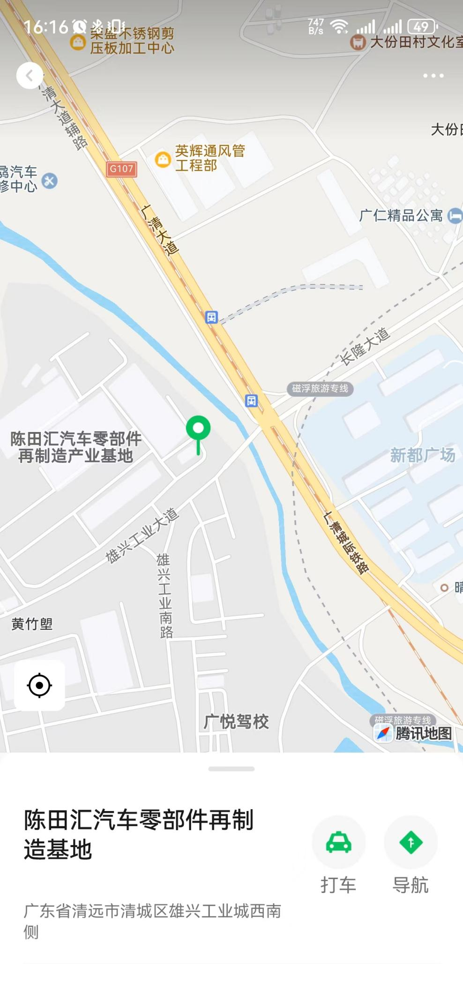 16:16
747
B/s
49
荣盛不锈钢剪
压板加工中心
大份田村文化室
清大道辅路
大份田
英辉通风管
工程部
G107
汽车
修中心
广清大道
广仁精品公寓
长隆大道
磁浮旅游专线
陈田汇汽车零部件
再制造产业基地
新都广场
雄兴工业大道
广清城际铁路
雄兴工业南路
晴
黄竹塱
广悦驾校
磁浮旅游专线
腾讯地图
陈田汇汽车零部件再制
造基地
打车
导航
广东省清远市清城区雄兴工业城西南
侧